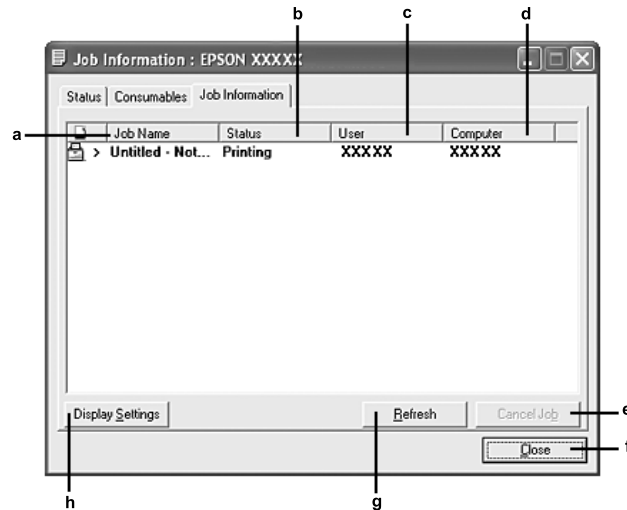 b c d
Job Information : EPSON XXXXX
Status Consumables Job Information
a Job Name Status User Computer
> Untitled - Not... Printing XXXXX XXXXX
Display Settings Refresh Cancel Job e
Close f
h g